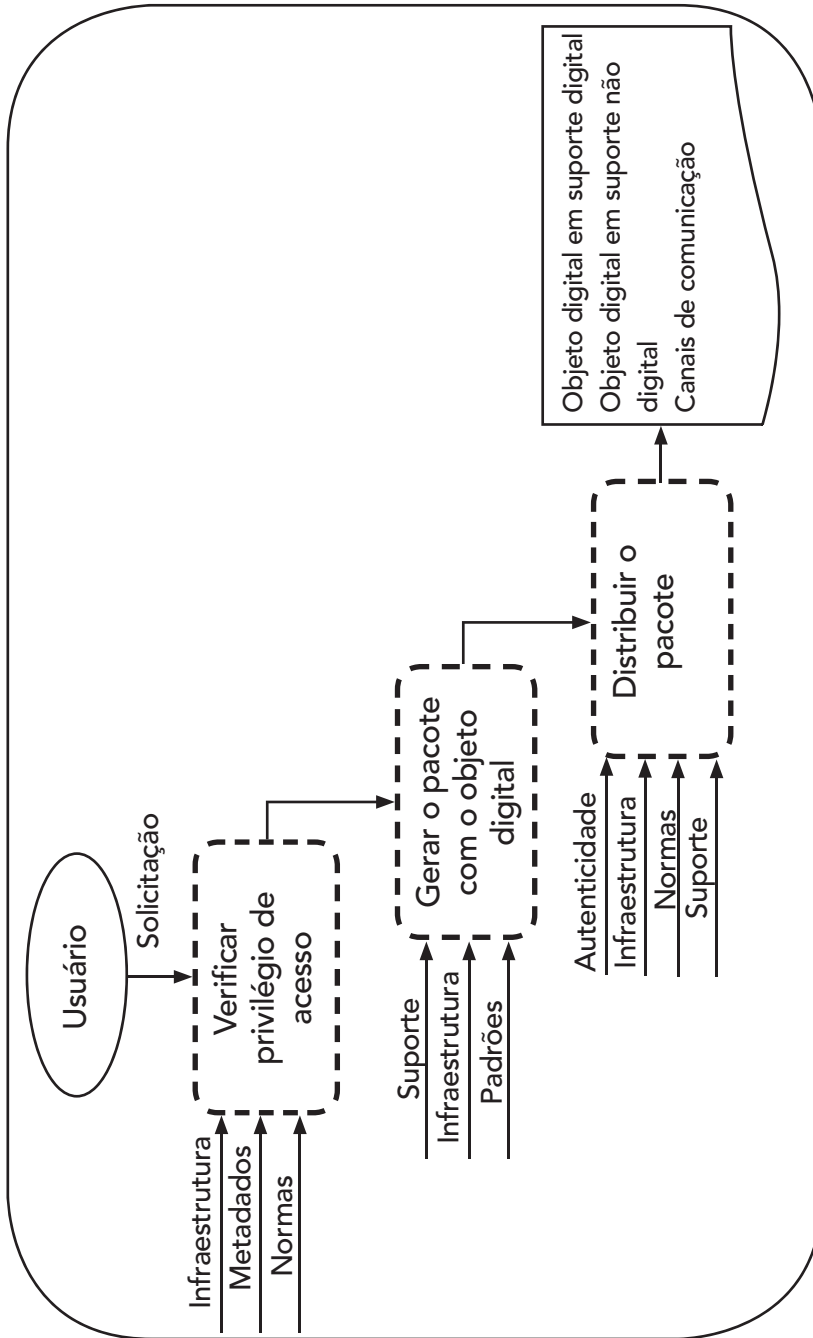 Usuário
Solicitação
Infraestrutura
Metadados
Normas
Verificar
privilégio de
acesso
Suporte
Infraestrutura
Padrões
Gerar o pacote
com o objeto
digital
Autenticidade
Infraestrutura
Normas
Suporte
Distribuir o
pacote
Objeto digital em suporte digital
Objeto digital em suporte não
digital
Canais de comunicação